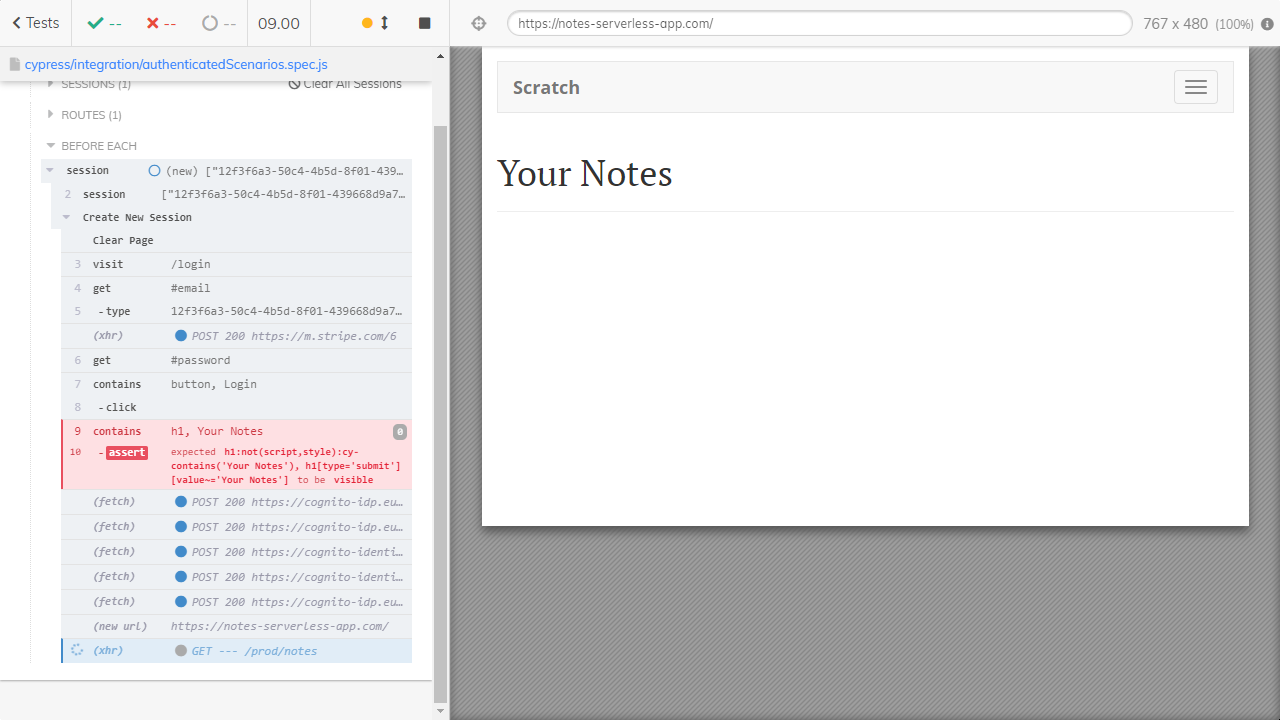 Tests
--
--
--
09.00
https://notes-serverless-app.com/
767 x 480 (100%)
cypress/integration/authenticatedScenarios.spec.js
SESSIONS (1)
Clear All Sessions
ROUTES (1)
BEFORE EACH
session (new) ["12f3f6a3-50c4-4b5d-8f01-439…
2 session ["12f3f6a3-50c4-4b5d-8f01-439668d9a7…
Create New Session
Clear Page
3 visit /login
4 get #email
5 -type 12f3f6a3-50c4-4b5d-8f01-439668d9a7…
(xhr) POST 200 https://m.stripe.com/6
6 get #password
7 contains button, Login
8 -click
9 contains h1, Your Notes 0
10 -assert expected h1:not(script,style):cy-
contains('Your Notes'), h1[type='submit']
[value~='Your Notes'] to be visible
(fetch) POST 200 https://cognito-idp.eu…
(fetch) POST 200 https://cognito-idp.eu…
(fetch) POST 200 https://cognito-identi…
(fetch) POST 200 https://cognito-identi…
(fetch) POST 200 https://cognito-idp.eu…
(new url) https://notes-serverless-app.com/
(xhr) GET --- /prod/notes
Scratch
Your Notes